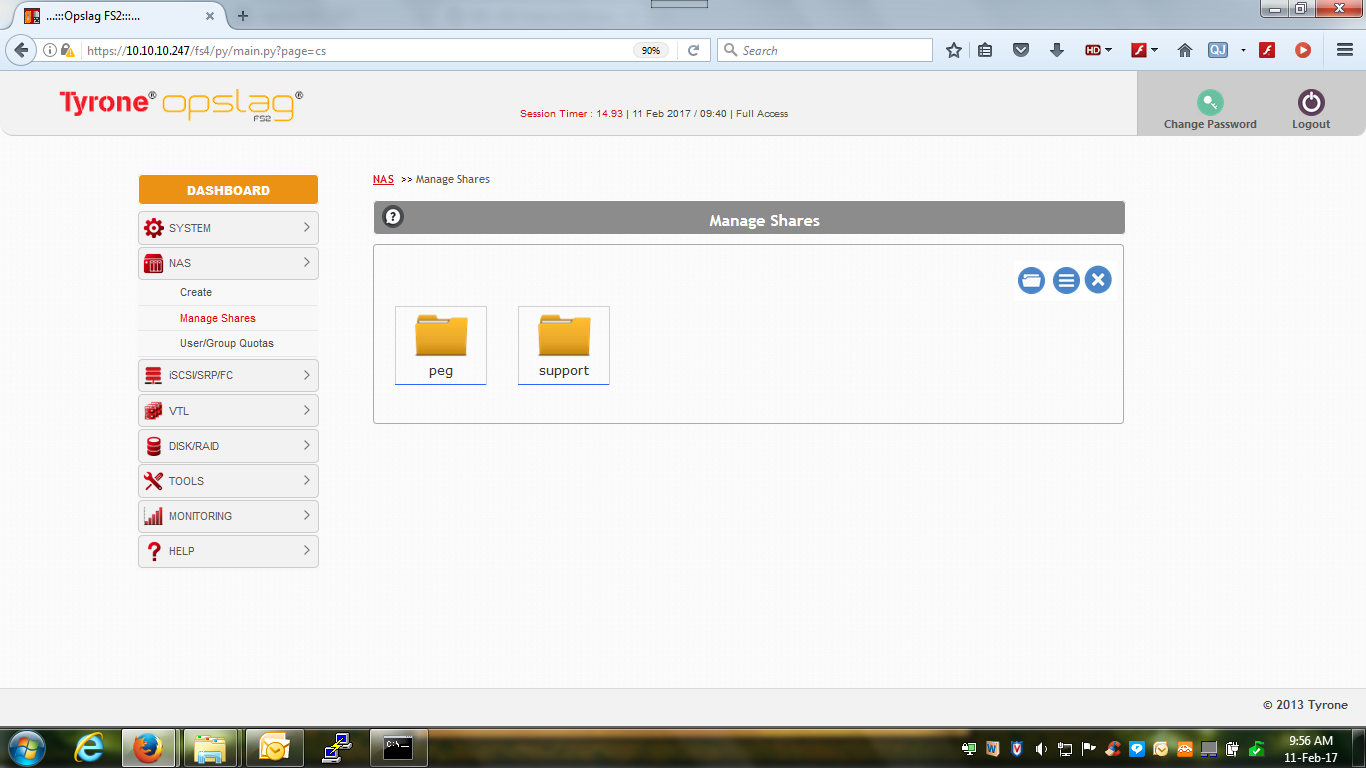 ...:::Opslag FS2:::...
https://10.10.10.247/fs4/py/main.py?page=cs
90%
Search
HD
QJ
Tyrone® opslag®
FS2
Session Timer : 14.93 | 11 Feb 2017 / 09:40 | Full Access
Change Password
Logout
DASHBOARD
SYSTEM
NAS
Create
Manage Shares
User/Group Quotas
iSCSI/SRP/FC
VTL
DISK/RAID
TOOLS
MONITORING
HELP
NAS >> Manage Shares
Manage Shares
peg
support
© 2013 Tyrone
C:\_
9:56 AM
11-Feb-17